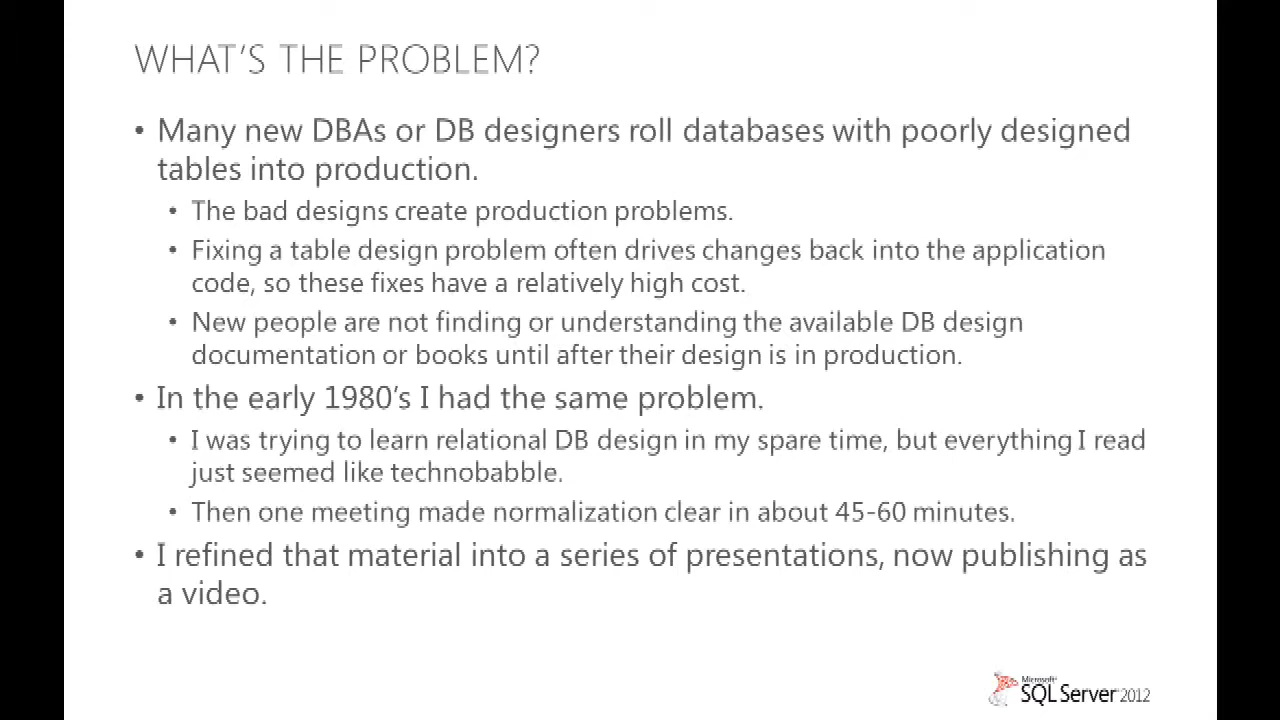 WHAT'S THE PROBLEM?
• Many new DBAs or DB designers roll databases with poorly designed
tables into production.
• The bad designs create production problems.
• Fixing a table design problem often drives changes back into the application
code, so these fixes have a relatively high cost.
• New people are not finding or understanding the available DB design
documentation or books until after their design is in production.
• In the early 1980's I had the same problem.
• I was trying to learn relational DB design in my spare time, but everything I read
just seemed like technobabble.
• Then one meeting made normalization clear in about 45-60 minutes.
• I refined that material into a series of presentations, now publishing as
a video.
Microsoft
SQL Server 2012